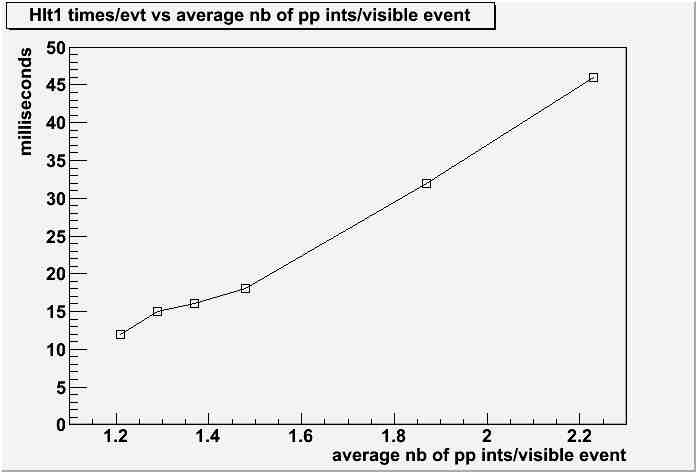 Hlt1 times/evt vs average nb of pp ints/visible event
milliseconds
50
45
40
35
30
25
20
15
10
5
0
1.2 1.4 1.6 1.8 2 2.2
average nb of pp ints/visible event